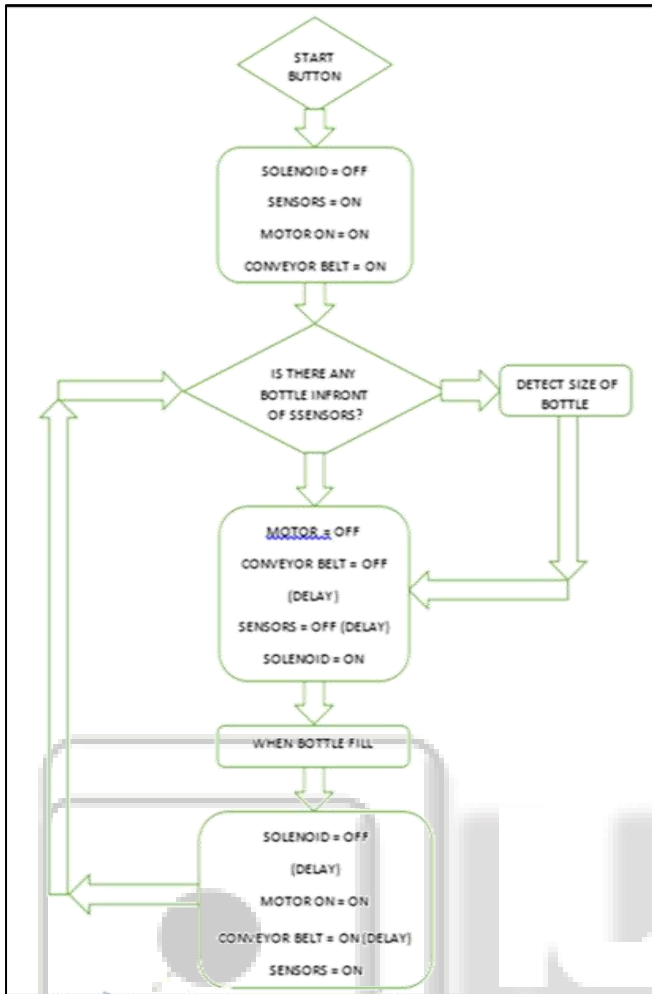 START
BUTTON
SOLENOID = OFF
SENSORS = ON
MOTOR ON = ON
CONVEYOR BELT = ON
IS THERE ANY
BOTTLE INFRONT
OF SSENSORS?
DETECT SIZE OF
BOTTLE
MOTOR = OFF
CONVEYOR BELT = OFF
(DELAY)
SENSORS = OFF (DELAY)
SOLENOID = ON
WHEN BOTTLE FILL
SOLENOID = OFF
(DELAY)
MOTOR ON = ON
CONVEYOR BELT = ON (DELAY)
SENSORS = ON